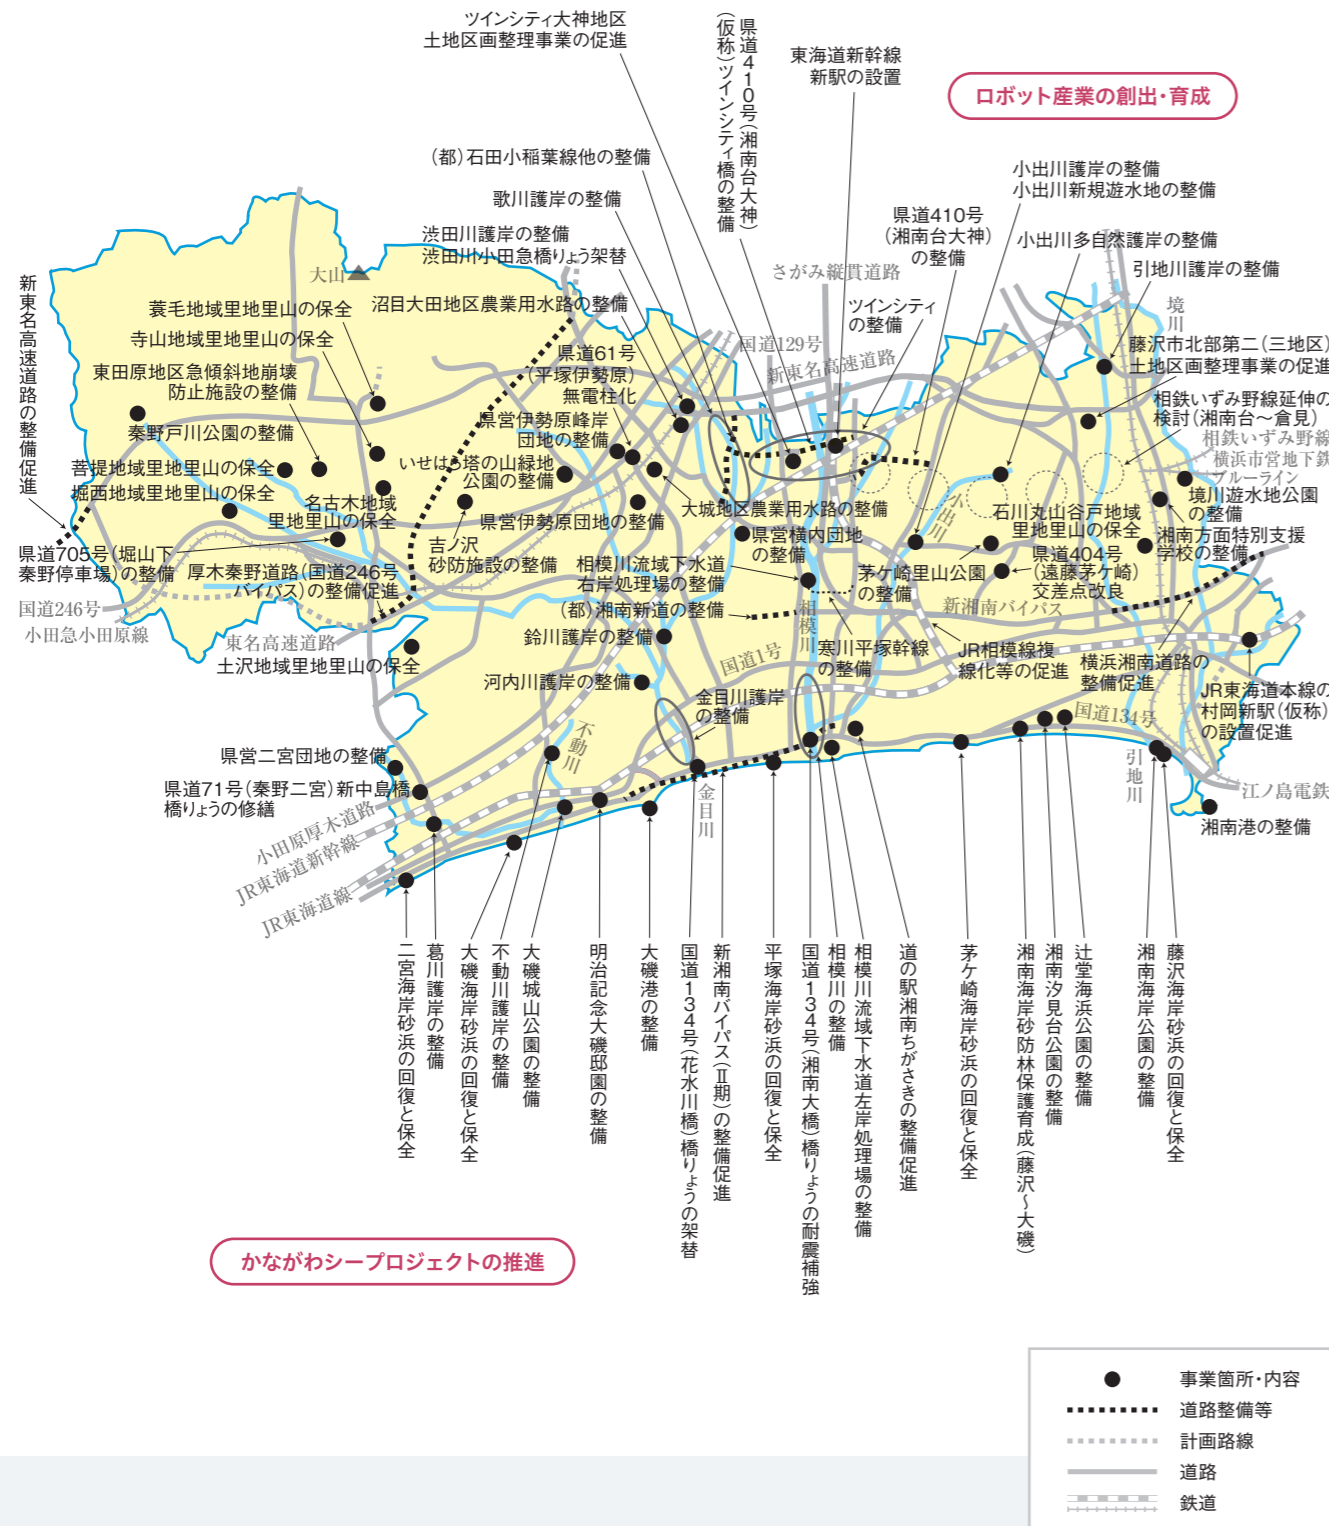 ツインシティ大神地区
土地区画整理事業の促進
県道410号(湘南台大神)
(仮称)ツインシティ橋の整備
東海道新幹線
新駅の設置
ロボット産業の創出・育成
(都)石田小稲葉線他の整備
歌川護岸の整備
渋田川護岸の整備
渋田川小田急橋りょう架替
沼目大田地区農業用水路の整備
県道410号
(湘南台大神)
の整備
小出川護岸の整備
小出川新規遊水地の整備
小出川多自然護岸の整備
引地川護岸の整備
さがみ縦貫道路
ツインシティ
の整備
境川
藤沢市北部第二(三地区)
土地区画整理事業の促進
相鉄いずみ野線延伸の
検討(湘南台〜倉見)
相鉄いずみ野線
横浜市営地下鉄
ブルーライン
境川遊水地公園
の整備
湘南方面特別支援
学校の整備
大山
新東名高速道路の整備促進
蓑毛地域里地里山の保全
寺山地域里地里山の保全
東田原地区急傾斜地崩壊
防止施設の整備
秦野戸川公園の整備
菩提地域里地里山の保全
堀西地域里地里山の保全
名古木地域
里地里山の保全
県道705号(堀山下
秦野停車場)の整備
厚木秦野道路(国道246号
バイパス)の整備促進
国道246号
小田急小田原線
東名高速道路
土沢地域里地里山の保全
国道129号
新東名高速道路
県道61号
(平塚伊勢原)
無電柱化
県営伊勢原峰岸
団地の整備
いせはら塔の山緑地
公園の整備
県営伊勢原団地の整備
吉ノ沢
砂防施設の整備
大城地区農業用水路の整備
県営横内団地
の整備
相模川流域下水道
右岸処理場の整備
(都)湘南新道の整備
鈴川護岸の整備
河内川護岸の整備
国道1号
金目川護岸
の整備
相模川
小出川
石川丸山谷戸地域
里地里山の保全
茅ケ崎里山公園
の整備
県道404号
(遠藤茅ケ崎)
交差点改良
新湘南バイパス
寒川平塚幹線
の整備
JR相模線複
線化等の促進
横浜湘南道路の
整備促進
JR東海道本線の
村岡新駅(仮称)
の設置促進
国道134号
引地川
江ノ島電鉄
湘南港の整備
不動川
金目川
県営二宮団地の整備
県道71号(秦野二宮)新中島橋
橋りょうの修繕
小田原厚木道路
JR東海道新幹線
JR東海道線
二宮海岸砂浜の回復と保全
葛川護岸の整備
大磯海岸砂浜の回復と保全
不動川護岸の整備
大磯城山公園の整備
明治記念大磯邸園の整備
大磯港の整備
国道134号(花水川橋)橋りょうの架替
新湘南バイパス(Ⅱ期)の整備促進
平塚海岸砂浜の回復と保全
国道134号(湘南大橋)橋りょうの耐震補強
相模川の整備
相模川流域下水道左岸処理場の整備
道の駅湘南ちがさきの整備促進
茅ケ崎海岸砂浜の回復と保全
湘南海岸砂防林保護育成(藤沢〜大磯)
湘南汐見台公園の整備
辻堂海浜公園の整備
湘南海岸公園の整備
藤沢海岸砂浜の回復と保全
かながわシープロジェクトの推進
事業箇所・内容
道路整備等
計画路線
道路
鉄道